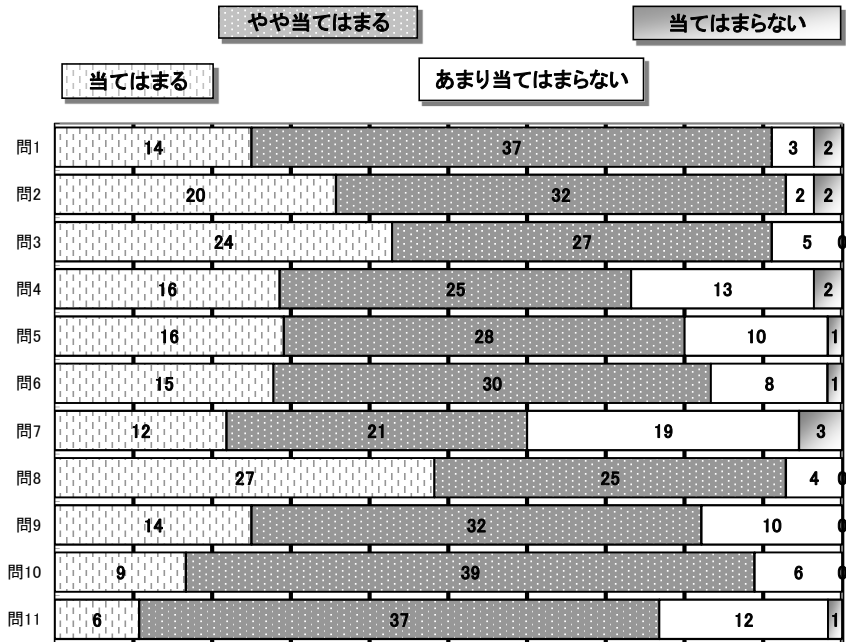 やや当てはまる
当てはまらない
当てはまる
あまり当てはまらない
問1 14 37 3 2
問2 20 32 2 2
問3 24 27 5 0
問4 16 25 13 2
問5 16 28 10 1
問6 15 30 8 1
問7 12 21 19 3
問8 27 25 4 0
問9 14 32 10 0
問10 9 39 6 0
問11 6 37 12 1